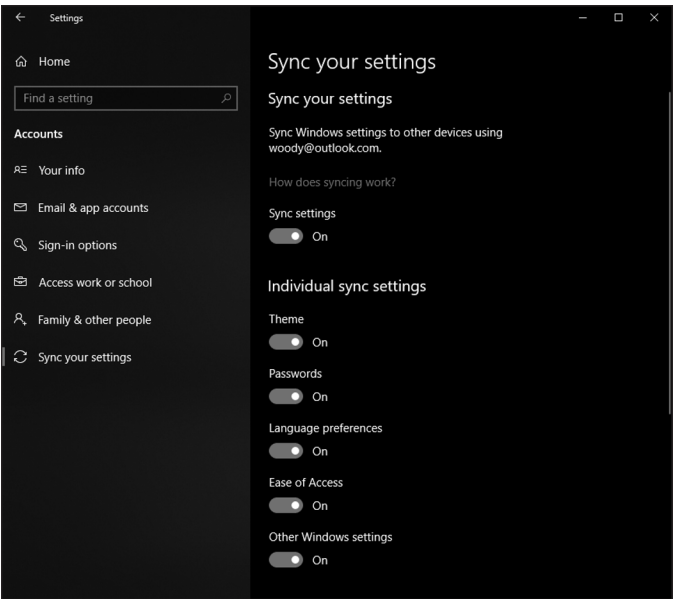 Settings
Home
Find a setting
Accounts
Your info
Email & app accounts
Sign-in options
Access work or school
Family & other people
Sync your settings
Sync your settings
Sync your settings
Sync Windows settings to other devices using
woody@outlook.com.
How does syncing work?
Sync settings
On
Individual sync settings
Theme
On
Passwords
On
Language preferences
On
Ease of Access
On
Other Windows settings
On